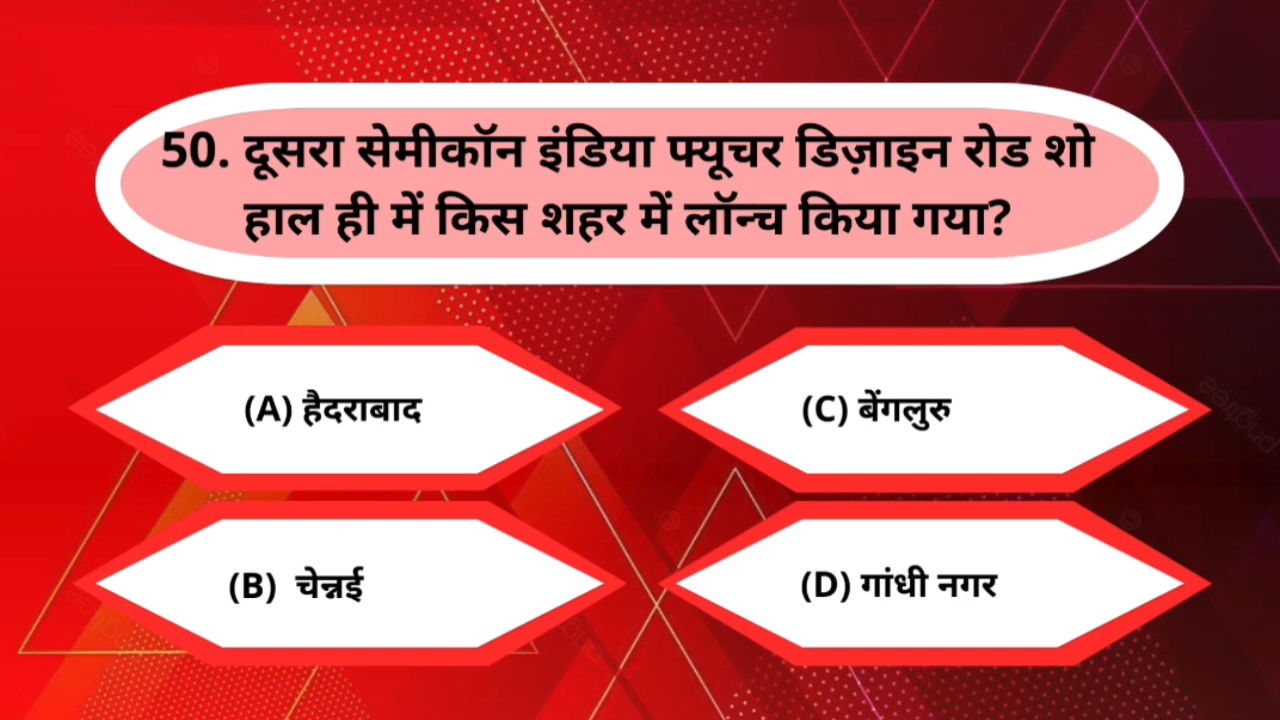 50. दूसरा सेमीकॉन इंडिया फ्यूचर डिज़ाइन रोड शो
हाल ही में किस शहर में लॉन्च किया गया?
(A) हैदराबाद
(C) बेंगलुरु
(B) चेन्नई
(D) गांधी नगर